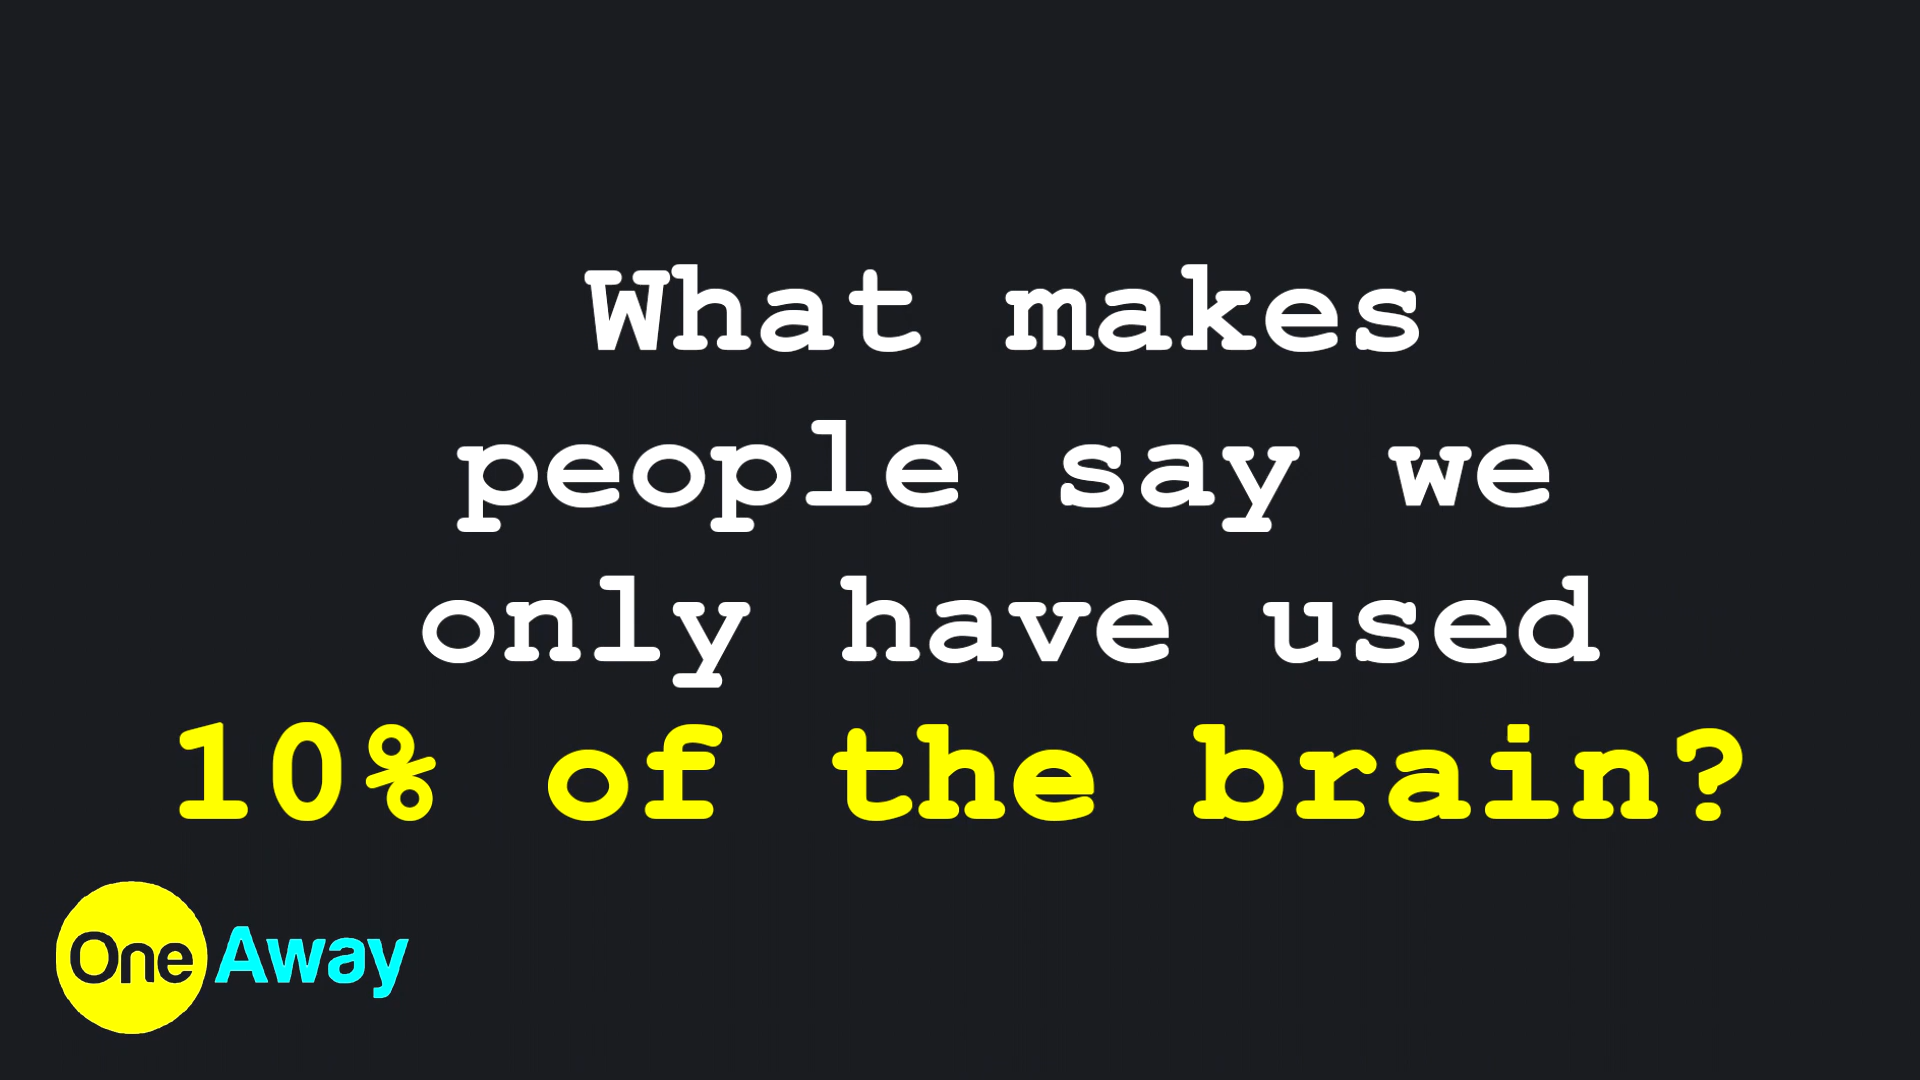 What makes
people say we
only have used
10% of the brain?
One Away